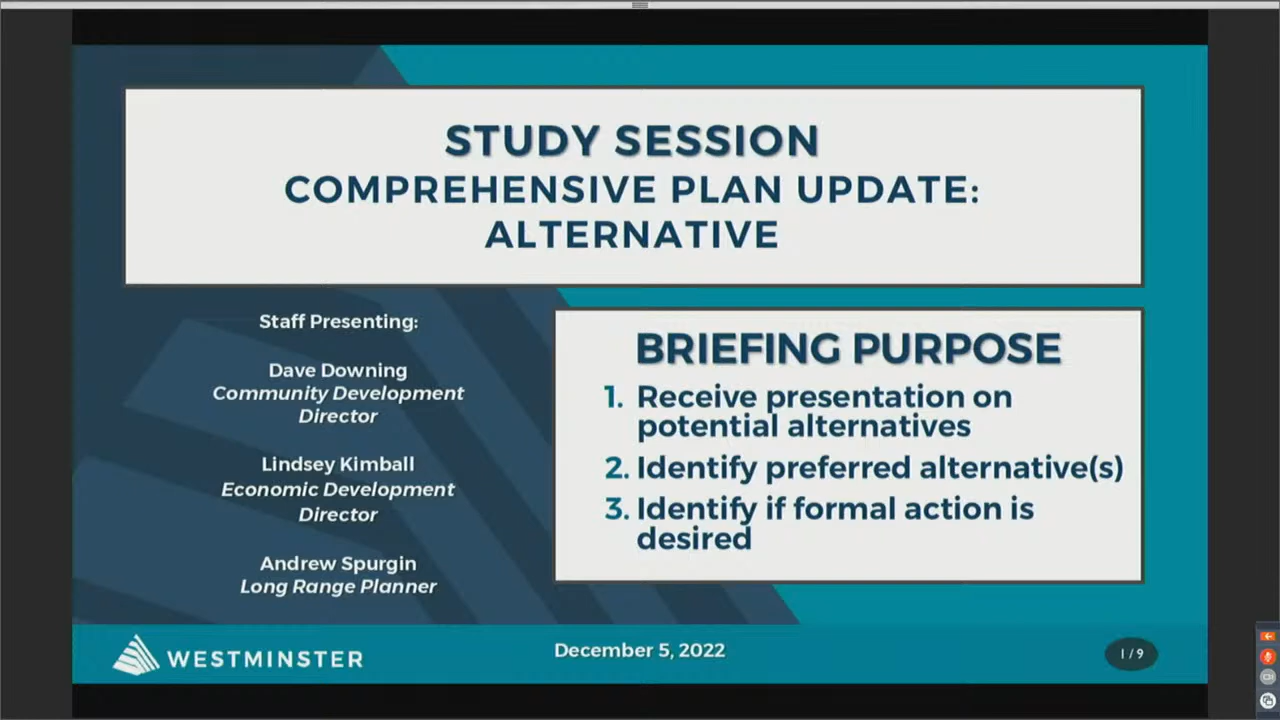 STUDY SESSION
COMPREHENSIVE PLAN UPDATE:
ALTERNATIVE
Staff Presenting:
Dave Downing
Community Development
Director
Lindsey Kimball
Economic Development
Director
Andrew Spurgin
Long Range Planner
BRIEFING PURPOSE
1. Receive presentation on
potential alternatives
2. Identify preferred alternative(s)
3. Identify if formal action is
desired
WESTMINSTER
December 5, 2022
1 / 9